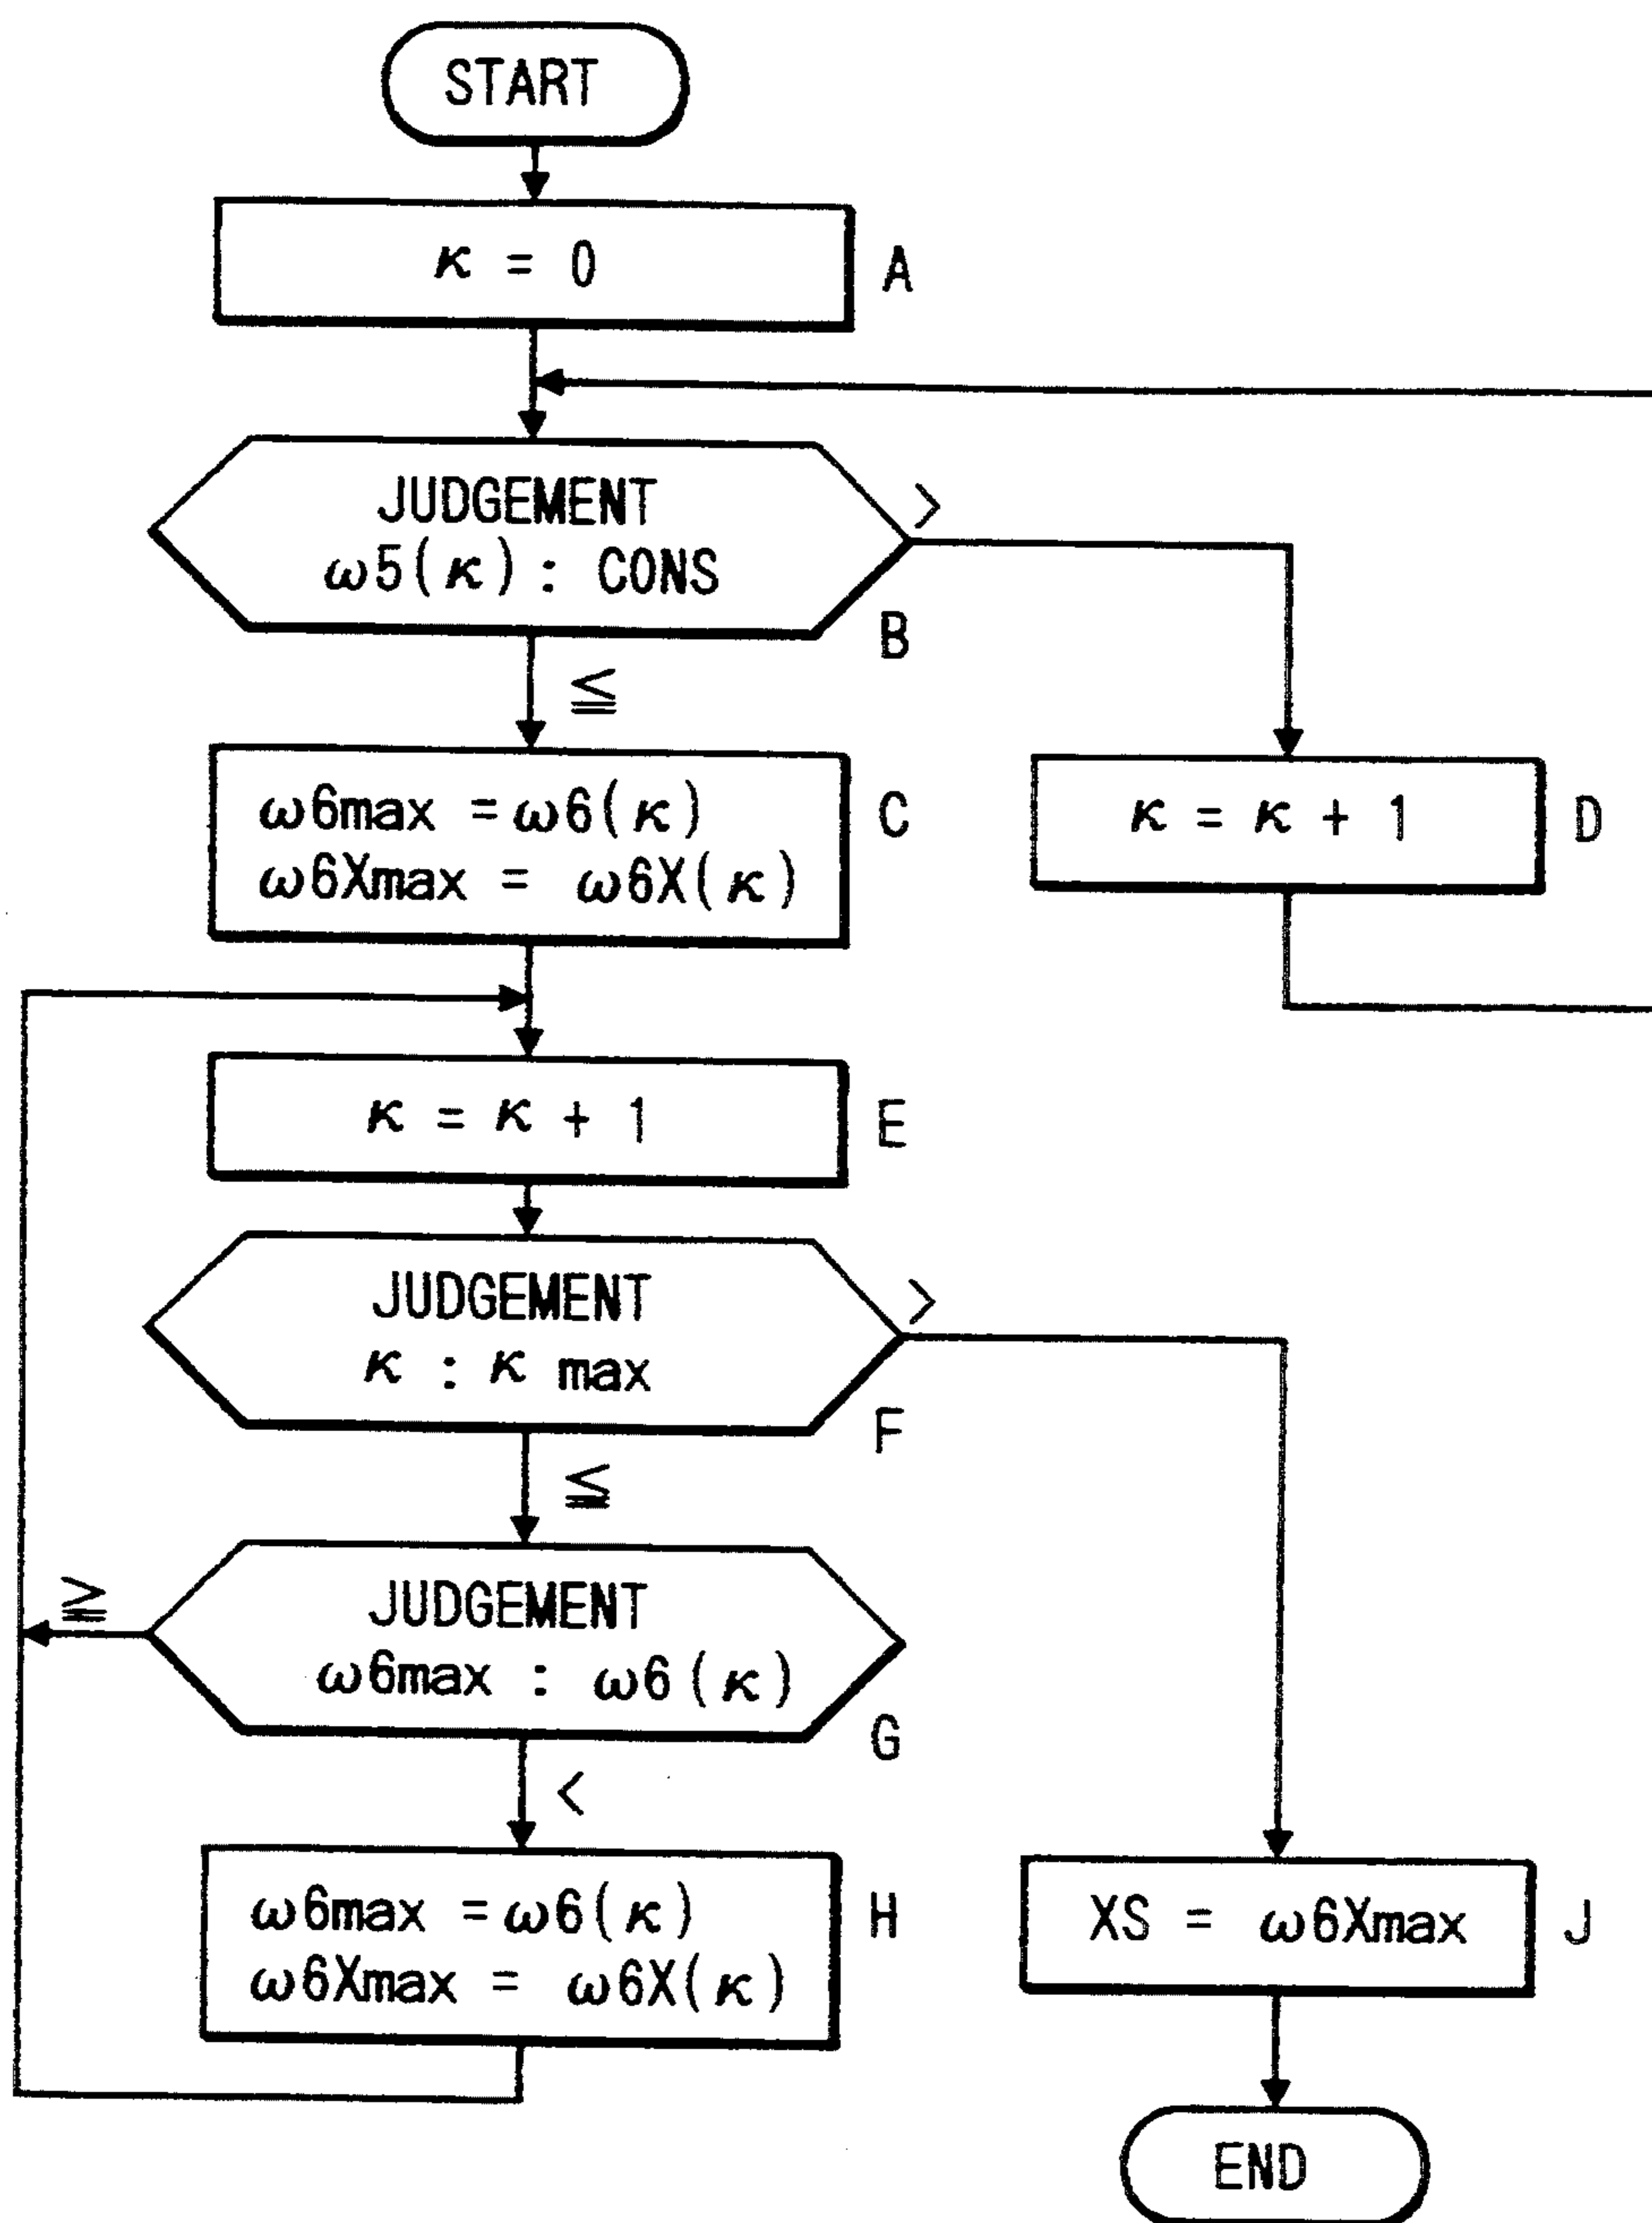 START
κ = 0
A
JUDGEMENT
ω5(κ) : CONS
>
B
≦
ω6max =ω6(κ)
ω6Xmax = ω6X(κ)
C
κ = κ + 1
D
κ = κ + 1
E
JUDGEMENT
κ : κ max
>
F
≦
JUDGEMENT
ω6max : ω6(κ)
≧
G
<
ω6max =ω6(κ)
ω6Xmax = ω6X(κ)
H
XS = ω6Xmax
J
END